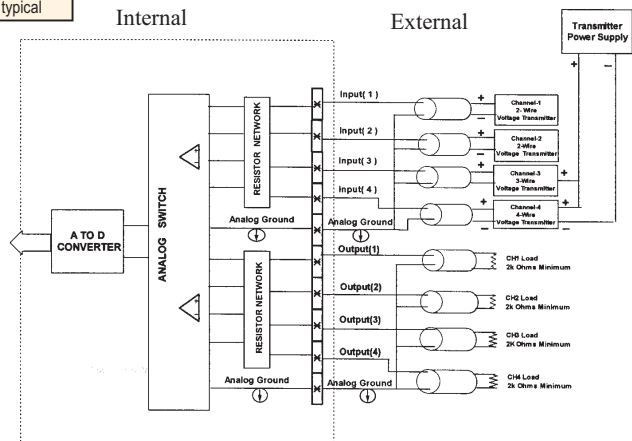 typical
Internal
External
Transmitter
Power Supply
+ –
Input( 1 )
+
–
Channel-1
2- Wire
Voltage Transmitter
Input( 2 )
+
–
Channel-2
2-Wire
Voltage Transmitter
Input( 3 )
+
–
Channel-3
3-Wire
Voltage Transmitter
+
Input( 4 )
+
–
Channel-4
4-Wire
Voltage Transmitter
+
–
RESISTOR NETWORK
ANALOG SWITCH
A TO D
CONVERTER
Analog Ground
Analog Ground
Output(1)
CH1 Load
2k Ohms Minimum
Output(2)
CH2 Load
2k Ohms Minimum
RESISTOR NETWORK
Output(3)
CH3 Load
2K Ohms Minimum
Output(4)
CH4 Load
2k Ohms Minimum
Analog Ground
Analog Ground